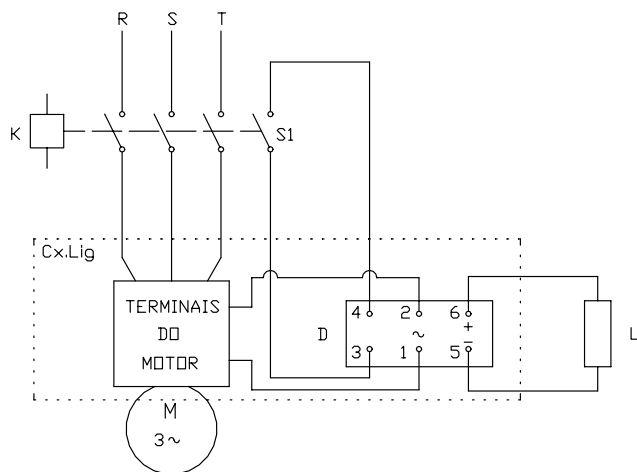 R S T
K
S1
Cx.Lig
TERMINAIS
DO
MOTOR
D
4 2 6
~ +
3 1 5
-
L
M
3~